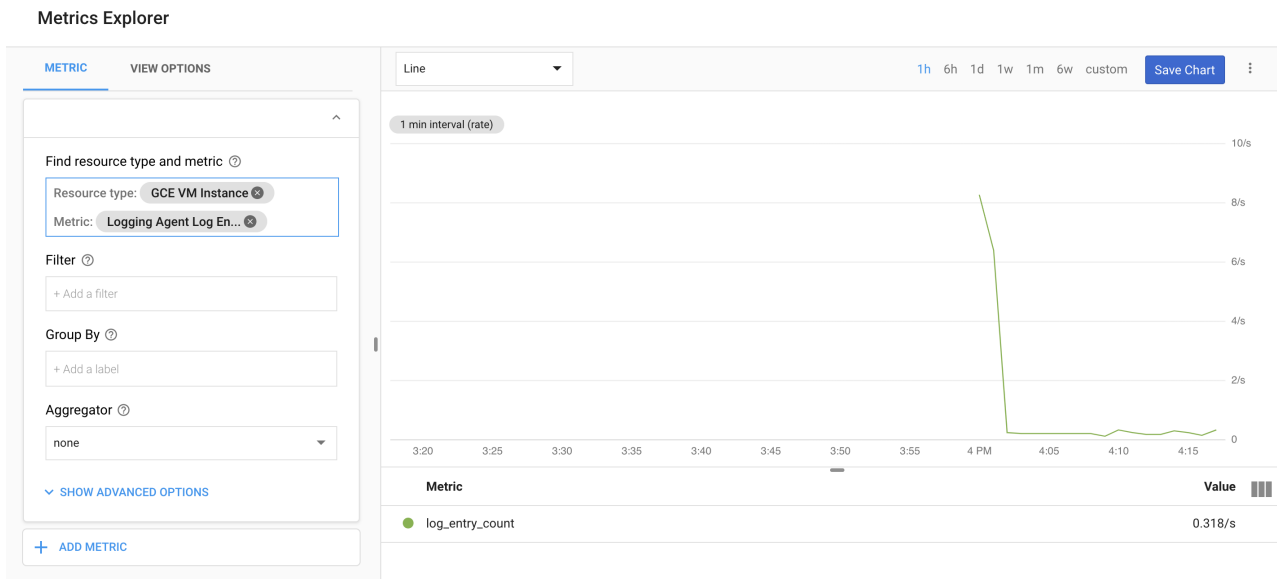 Metrics Explorer
METRIC
VIEW OPTIONS
Find resource type and metric
Resource type: GCE VM Instance
Metric: Logging Agent Log En...
Filter
+ Add a filter
Group By
+ Add a label
Aggregator
none
SHOW ADVANCED OPTIONS
ADD METRIC
Line
1h 6h 1d 1w 1m 6w custom
Save Chart
1 min interval (rate)
10/s
8/s
6/s
4/s
2/s
0
3:20 3:25 3:30 3:35 3:40 3:45 3:50 3:55 4 PM 4:05 4:10 4:15
Metric Value
log_entry_count 0.318/s